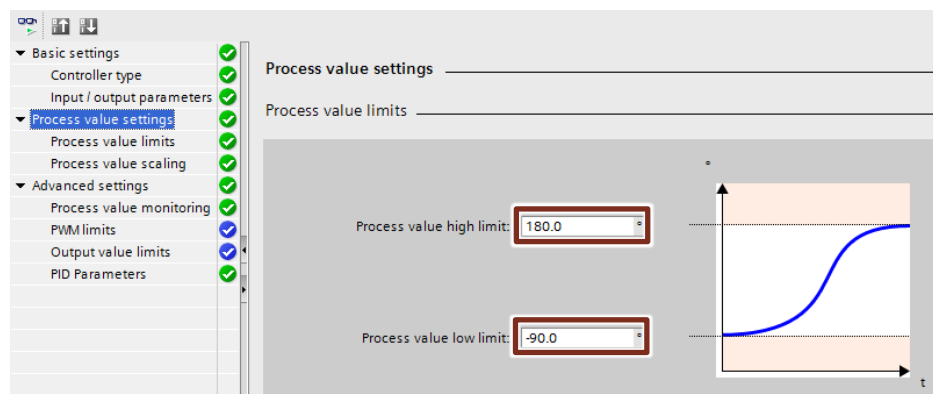 Basic settings
Controller type
Input / output parameters
Process value settings
Process value limits
Process value scaling
Advanced settings
Process value monitoring
PWM limits
Output value limits
PID Parameters
Process value settings
Process value limits
°
Process value high limit: 180.0 °
Process value low limit: -90.0 °
t